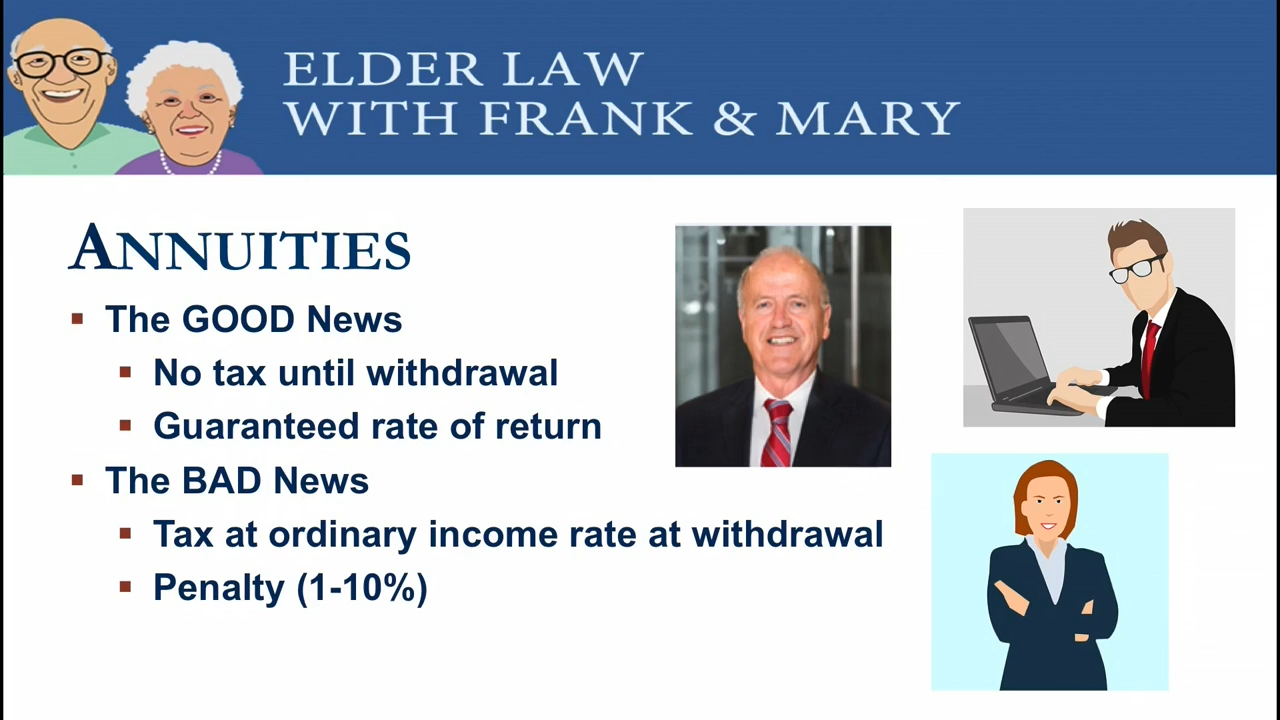 ELDER LAW
WITH FRANK & MARY
ANNUITIES
▪ The GOOD News
▪ No tax until withdrawal
▪ Guaranteed rate of return
▪ The BAD News
▪ Tax at ordinary income rate at withdrawal
▪ Penalty (1-10%)